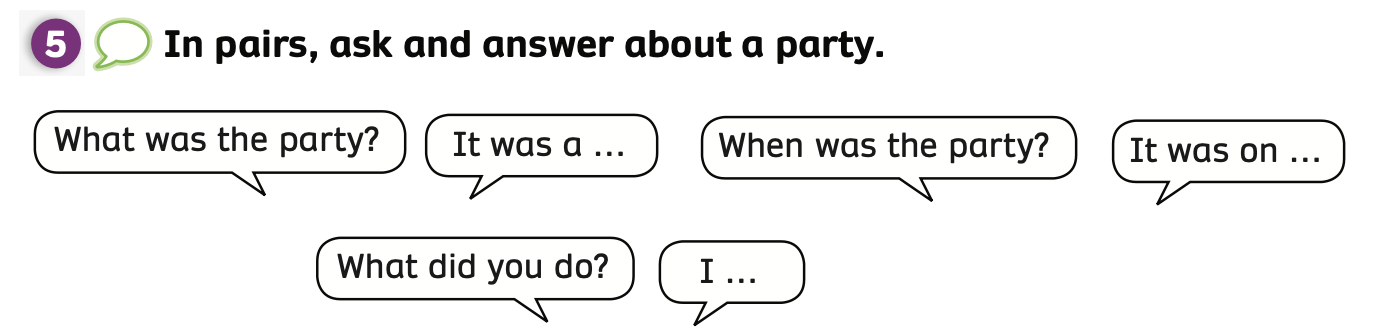 5 In pairs, ask and answer about a party.
What was the party? It was a ... When was the party? It was on ...
What did you do? I ...